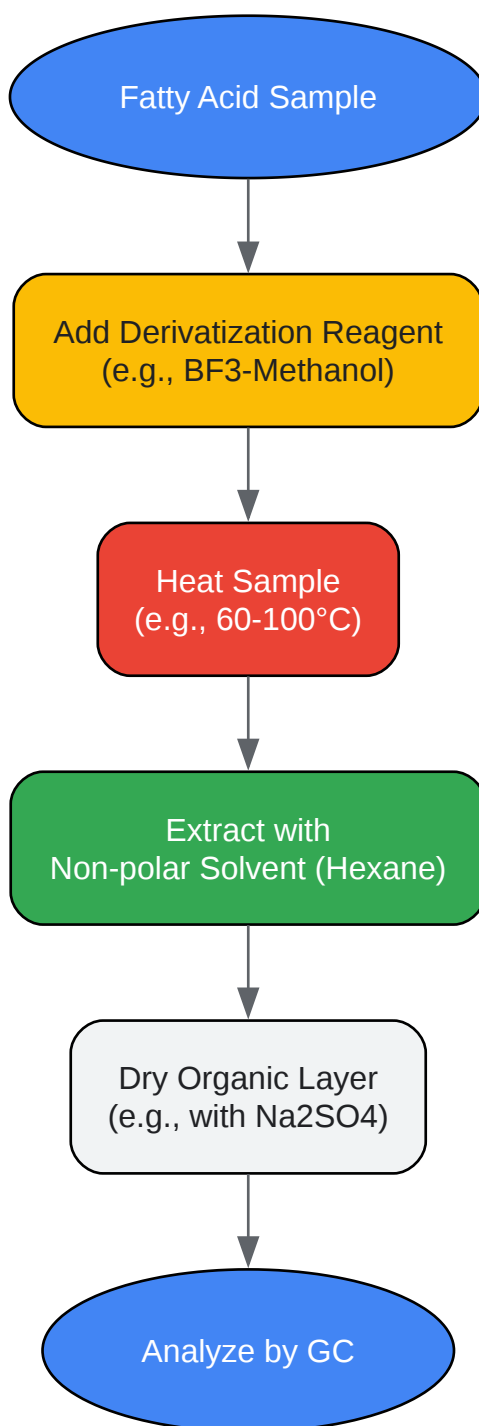 Fatty Acid Sample
Add Derivatization Reagent
(e.g., BF3-Methanol)
Heat Sample
(e.g., 60-100°C)
Extract with
Non-polar Solvent (Hexane)
Dry Organic Layer
(e.g., with Na2SO4)
Analyze by GC